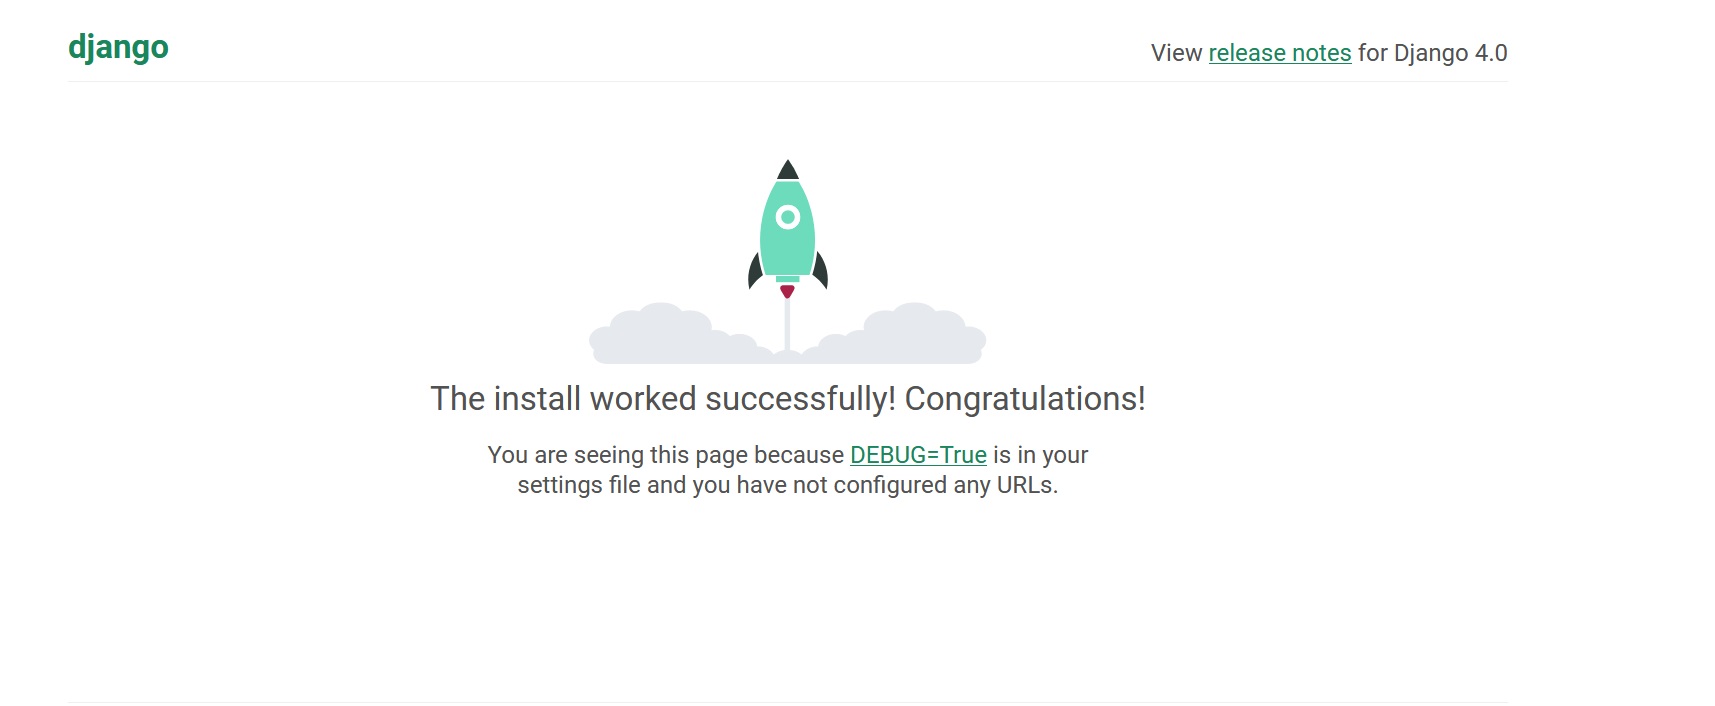 django
View release notes for Django 4.0
The install worked successfully! Congratulations!
You are seeing this page because DEBUG=True is in your
settings file and you have not configured any URLs.